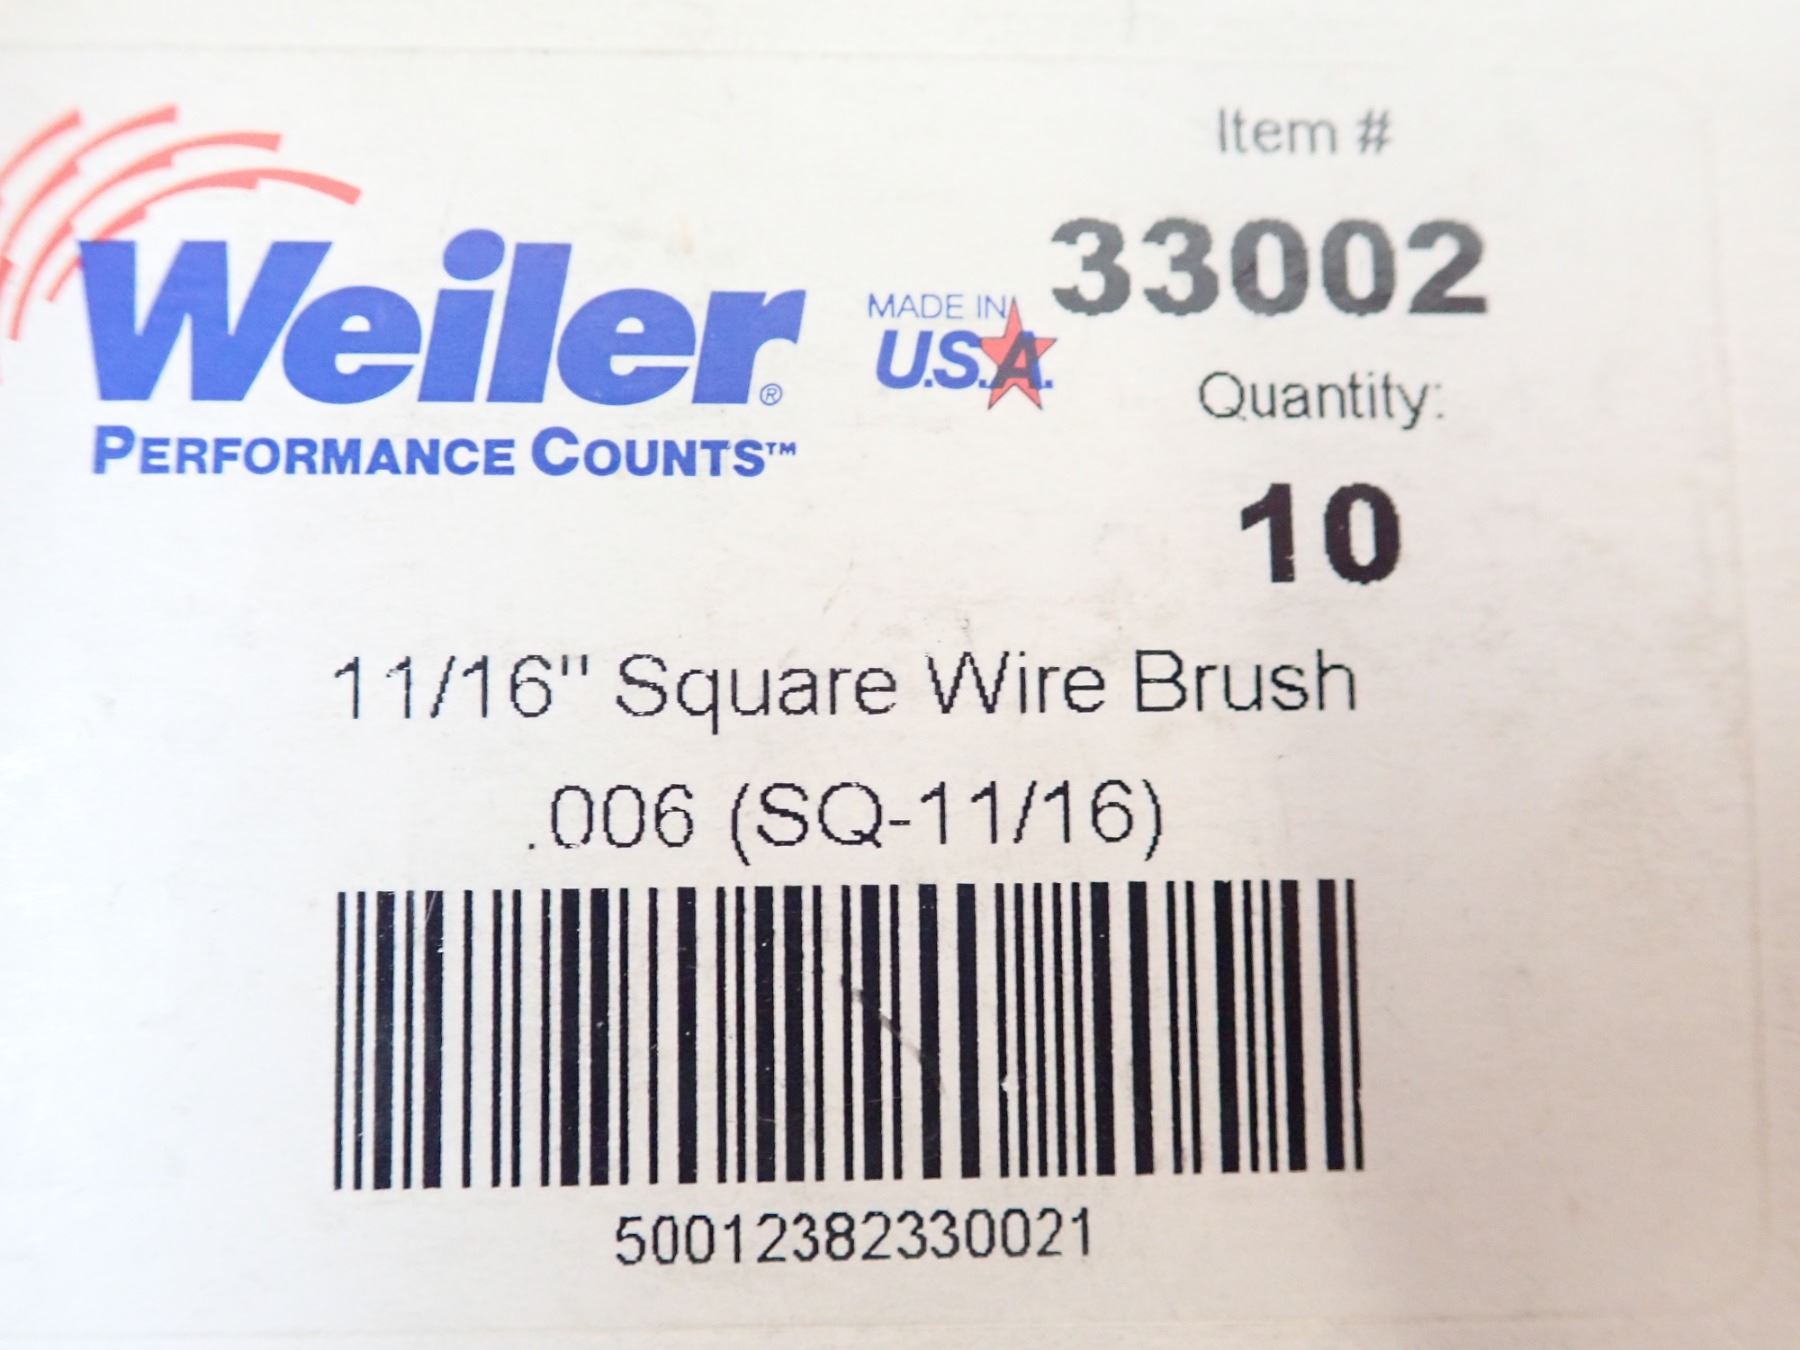 Item #
33002
Weiler®
MADE IN
U.S.A.
PERFORMANCE COUNTS™
Quantity:
10
11/16" Square Wire Brush
.006 (SQ-11/16)
50012382330021